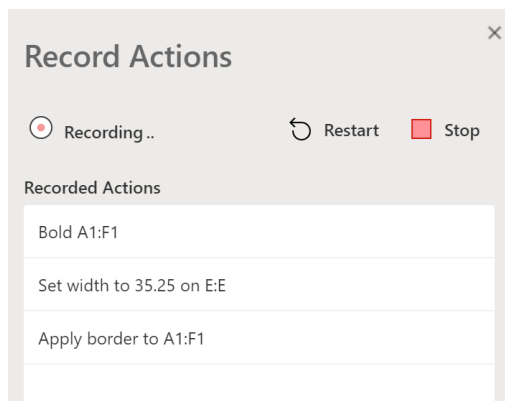 Record Actions
Recording..
Restart
Stop
Recorded Actions
Bold A1:F1
Set width to 35.25 on E:E
Apply border to A1:F1